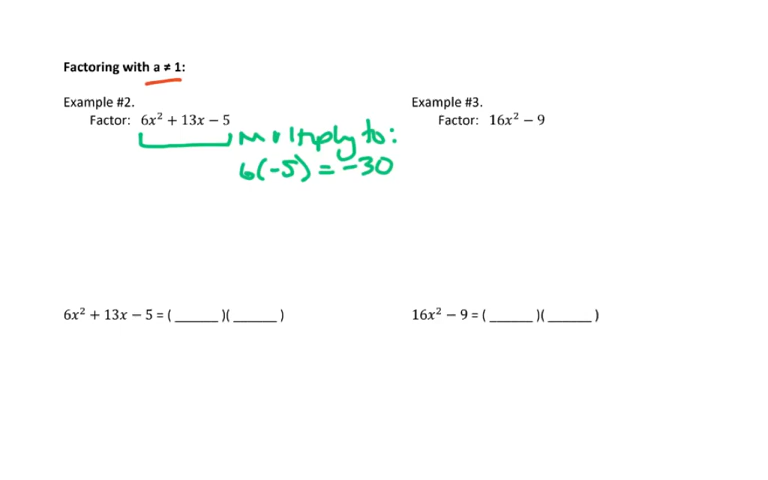 Factoring with a ≠ 1:
Example #2.
Factor: 6x² + 13x − 5
Multiply to:
6(-5) = -30
Example #3.
Factor: 16x² − 9
6x² + 13x − 5 = ( ______ )( ______ )
16x² − 9 = ( ______ )( ______ )